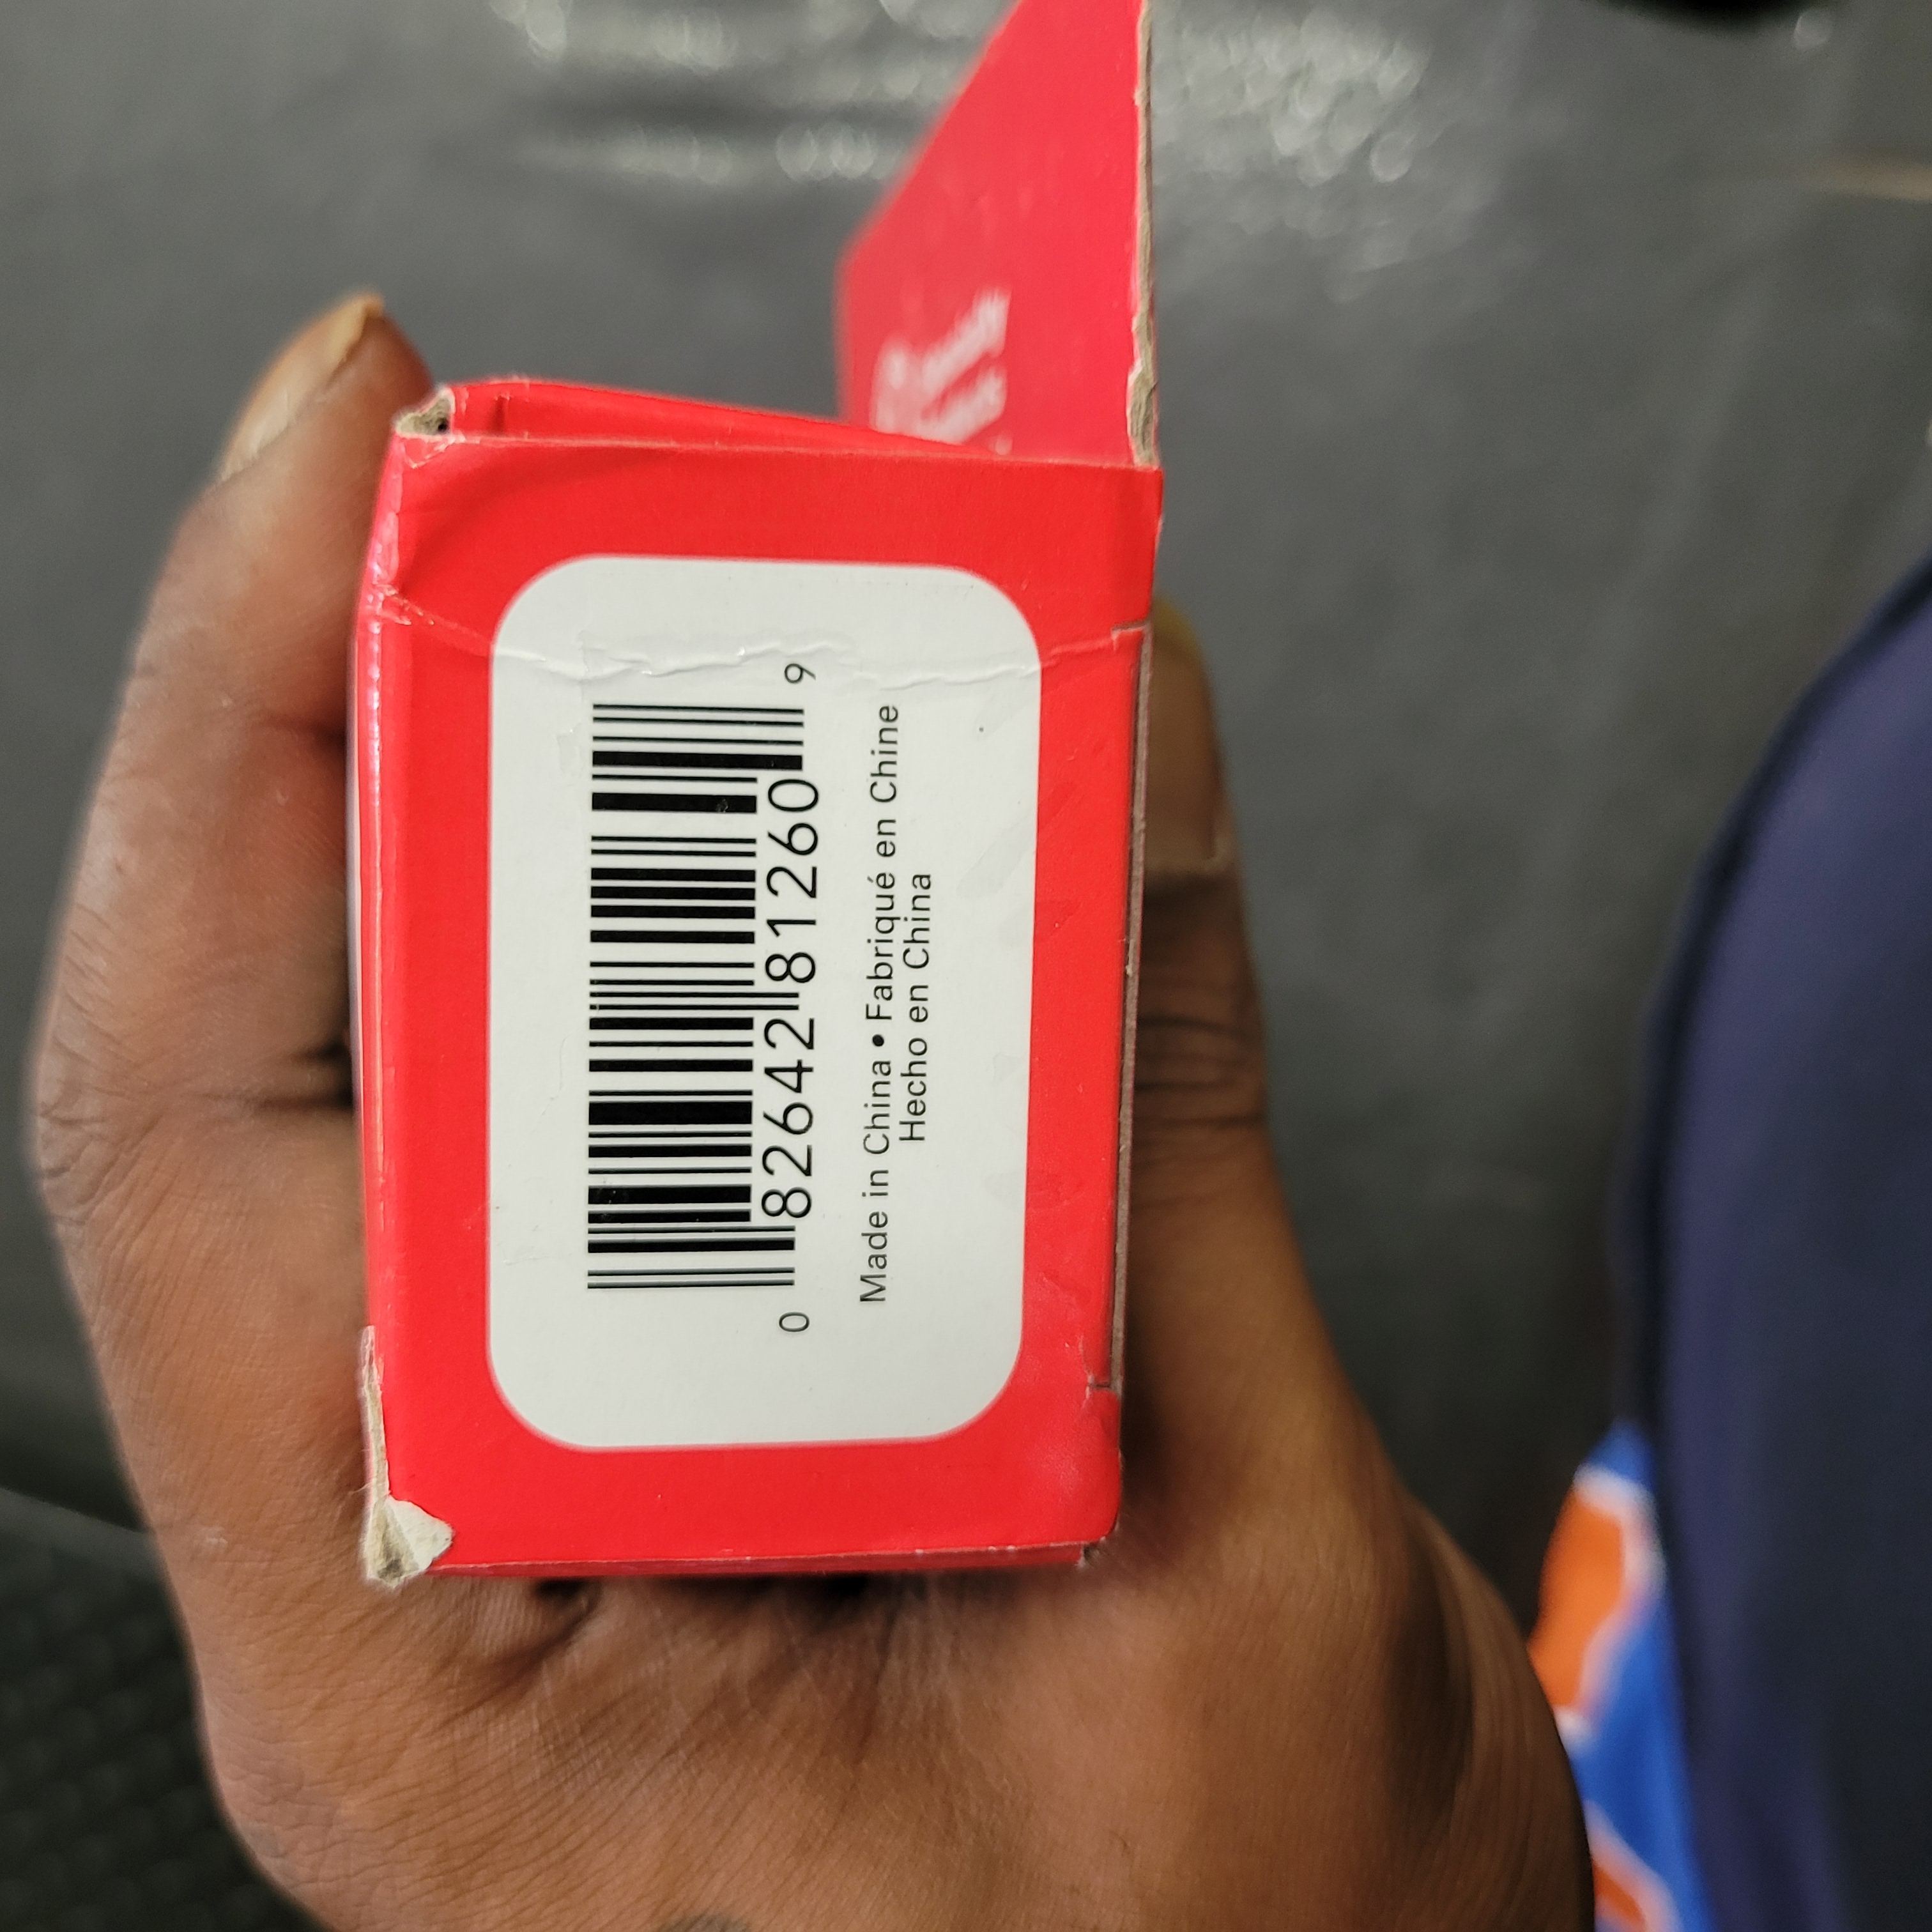 0 82642 81260 9
Made in China • Fabriqué en Chine
Hecho en China